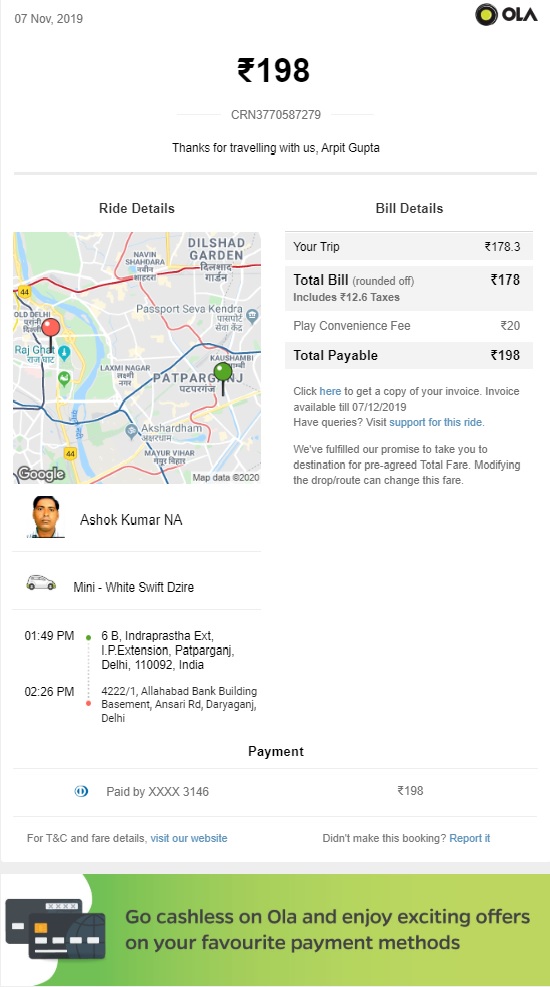 07 Nov, 2019
OLA
₹198
CRN3770587279
Thanks for travelling with us, Arpit Gupta
Ride Details
DILSHAD
GARDEN
दिलशाद
गार्डन
NAVIN
SHAHDARA
नवीन
शाहदरा
44
OLD DELHI
पुरानी
दिल्ली
Passport Seva Kendra
पासपोर्ट
सेवा केंद्र
Raj Ghat
राज घाट
LAXMI NAGAR
लक्ष्मी
नगर
KAUSHAMBI
PATPARGANJ
पटपरगंज
Akshardham
अक्षरधाम
44
MAYUR VIHAR
मयूर विहार
Google
Map data ©2020
Ashok Kumar NA
Mini - White Swift Dzire
01:49 PM
6 B, Indraprastha Ext,
I.P.Extension, Patparganj,
Delhi, 110092, India
02:26 PM
4222/1, Allahabad Bank Building
Basement, Ansari Rd, Daryaganj,
Delhi
Bill Details
Your Trip ₹178.3
Total Bill (rounded off) ₹178
Includes ₹12.6 Taxes
Play Convenience Fee ₹20
Total Payable ₹198
Click here to get a copy of your invoice. Invoice
available till 07/12/2019
Have queries? Visit support for this ride.
We've fulfilled our promise to take you to
destination for pre-agreed Total Fare. Modifying
the drop/route can change this fare.
Payment
Paid by XXXX 3146 ₹198
For T&C and fare details, visit our website
Didn't make this booking? Report it
Go cashless on Ola and enjoy exciting offers
on your favourite payment methods